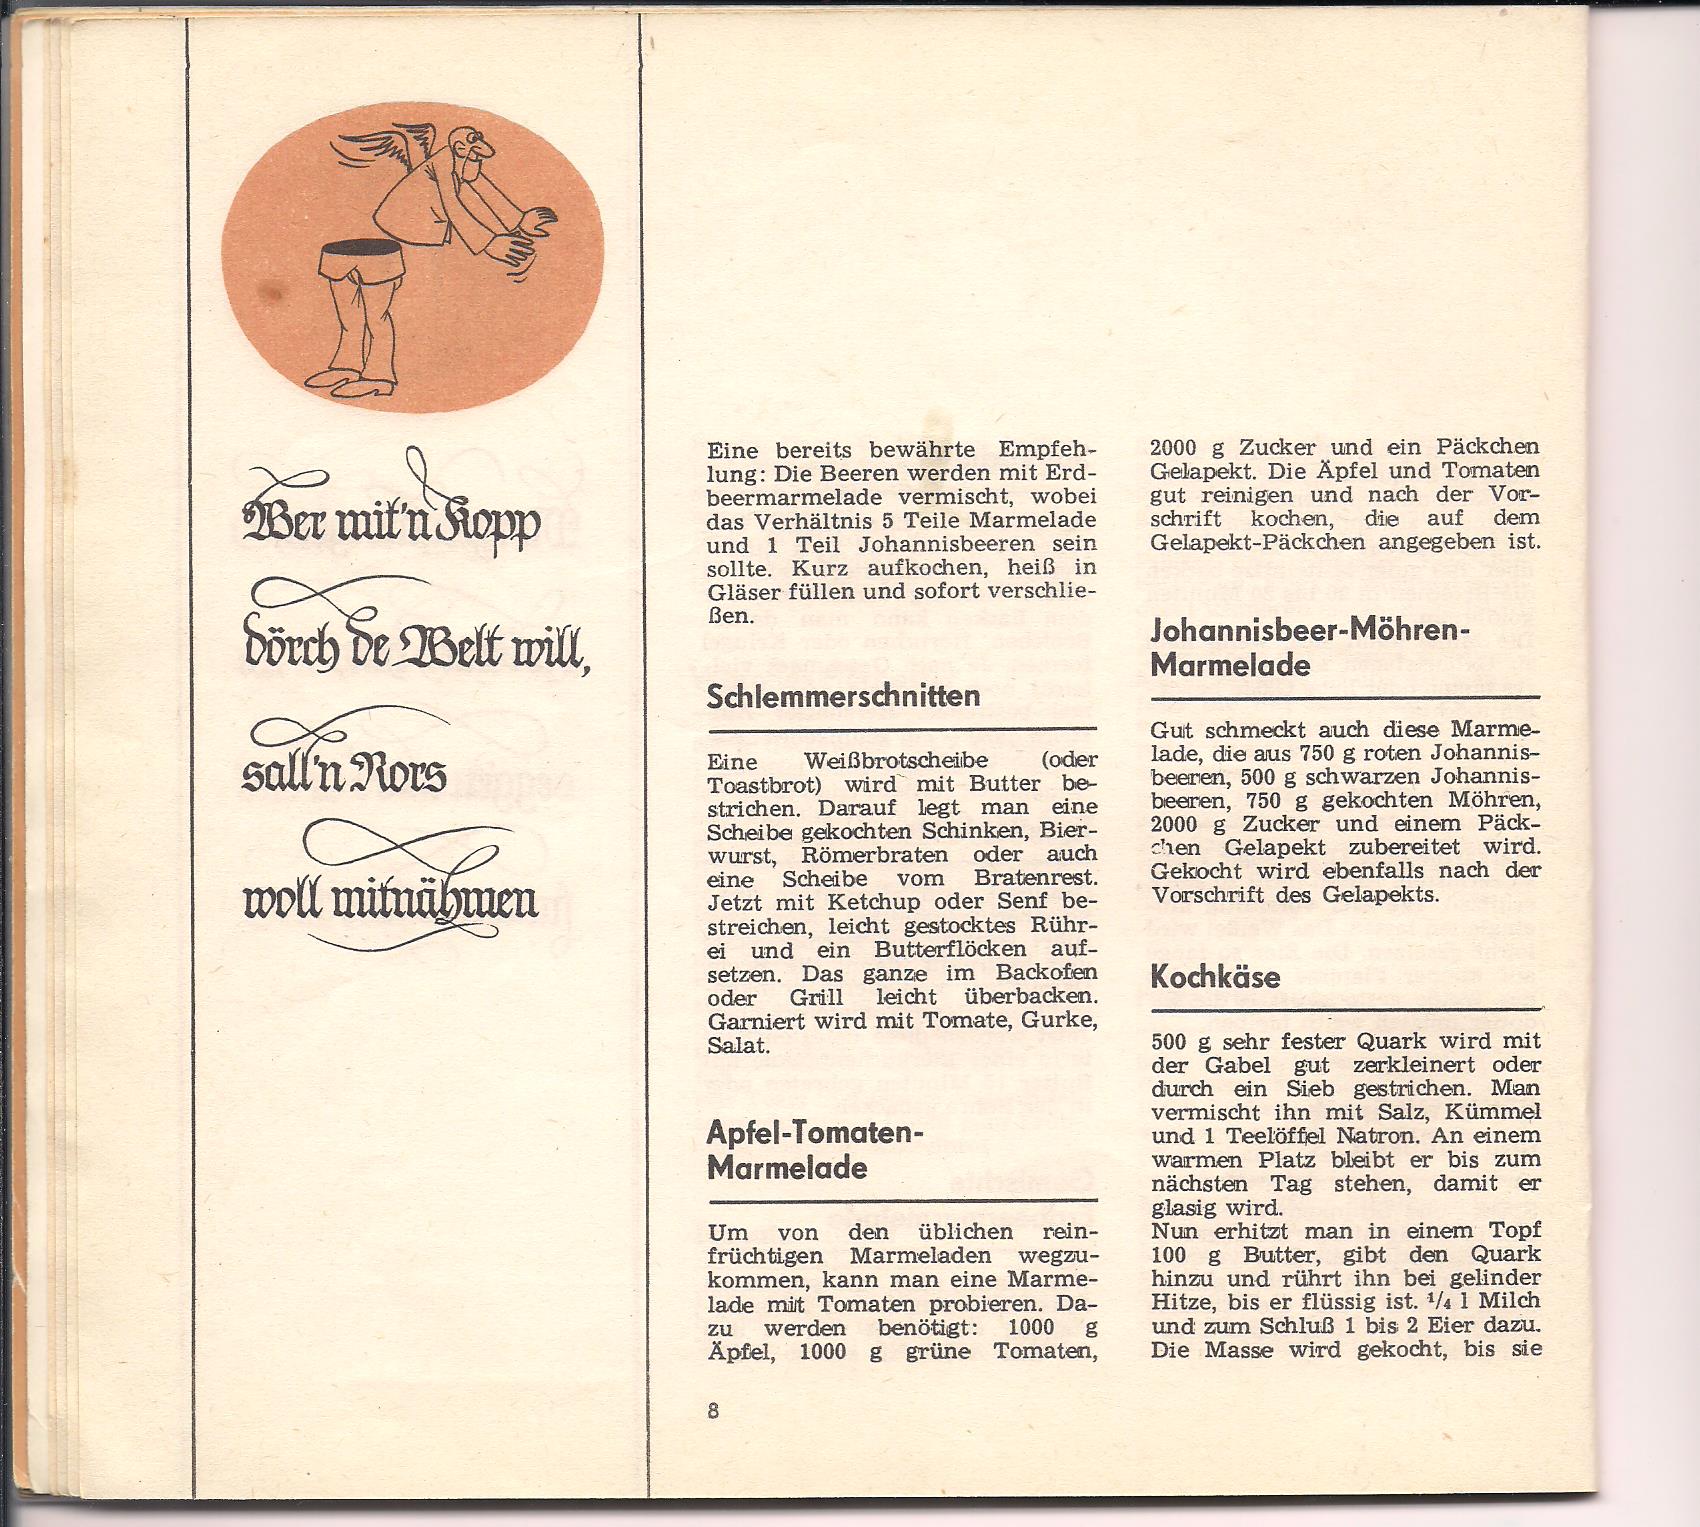 Wer mit'n Kopp
dörch de Welt will,
sall'n Nors
woll mitnähmen
Eine bereits bewährte Empfeh-
lung: Die Beeren werden mit Erd-
beermarmelade vermischt, wobei
das Verhältnis 5 Teile Marmelade
und 1 Teil Johannisbeeren sein
sollte. Kurz aufkochen, heiß in
Gläser füllen und sofort verschlie-
ßen.
Schlemmerschnitten
Eine Weißbrotscheibe (oder
Toastbrot) wird mit Butter be-
strichen. Darauf legt man eine
Scheibe gekochten Schinken, Bier-
wurst, Römerbraten oder auch
eine Scheibe vom Bratenrest.
Jetzt mit Ketchup oder Senf be-
streichen, leicht gestocktes Rühr-
ei und ein Butterflöcken auf-
setzen. Das ganze im Backofen
oder Grill leicht überbacken.
Garniert wird mit Tomate, Gurke,
Salat.
Apfel-Tomaten-
Marmelade
Um von den üblichen rein-
früchtigen Marmeladen wegzu-
kommen, kann man eine Marme-
lade mit Tomaten probieren. Da-
zu werden benötigt: 1000 g
Äpfel, 1000 g grüne Tomaten,
2000 g Zucker und ein Päckchen
Gelapekt. Die Äpfel und Tomaten
gut reinigen und nach der Vor-
schrift kochen, die auf dem
Gelapekt-Päckchen angegeben ist.
Johannisbeer-Möhren-
Marmelade
Gut schmeckt auch diese Marme-
lade, die aus 750 g roten Johannis-
beeren, 500 g schwarzen Johannis-
beeren, 750 g gekochten Möhren,
2000 g Zucker und einem Päck-
chen Gelapekt zubereitet wird.
Gekocht wird ebenfalls nach der
Vorschrift des Gelapekts.
Kochkäse
500 g sehr fester Quark wird mit
der Gabel gut zerkleinert oder
durch ein Sieb gestrichen. Man
vermischt ihn mit Salz, Kümmel
und 1 Teelöffel Natron. An einem
warmen Platz bleibt er bis zum
nächsten Tag stehen, damit er
glasig wird.
Nun erhitzt man in einem Topf
100 g Butter, gibt den Quark
hinzu und rührt ihn bei gelinder
Hitze, bis er flüssig ist. ¼ l Milch
und zum Schluß 1 bis 2 Eier dazu.
Die Masse wird gekocht, bis sie
8